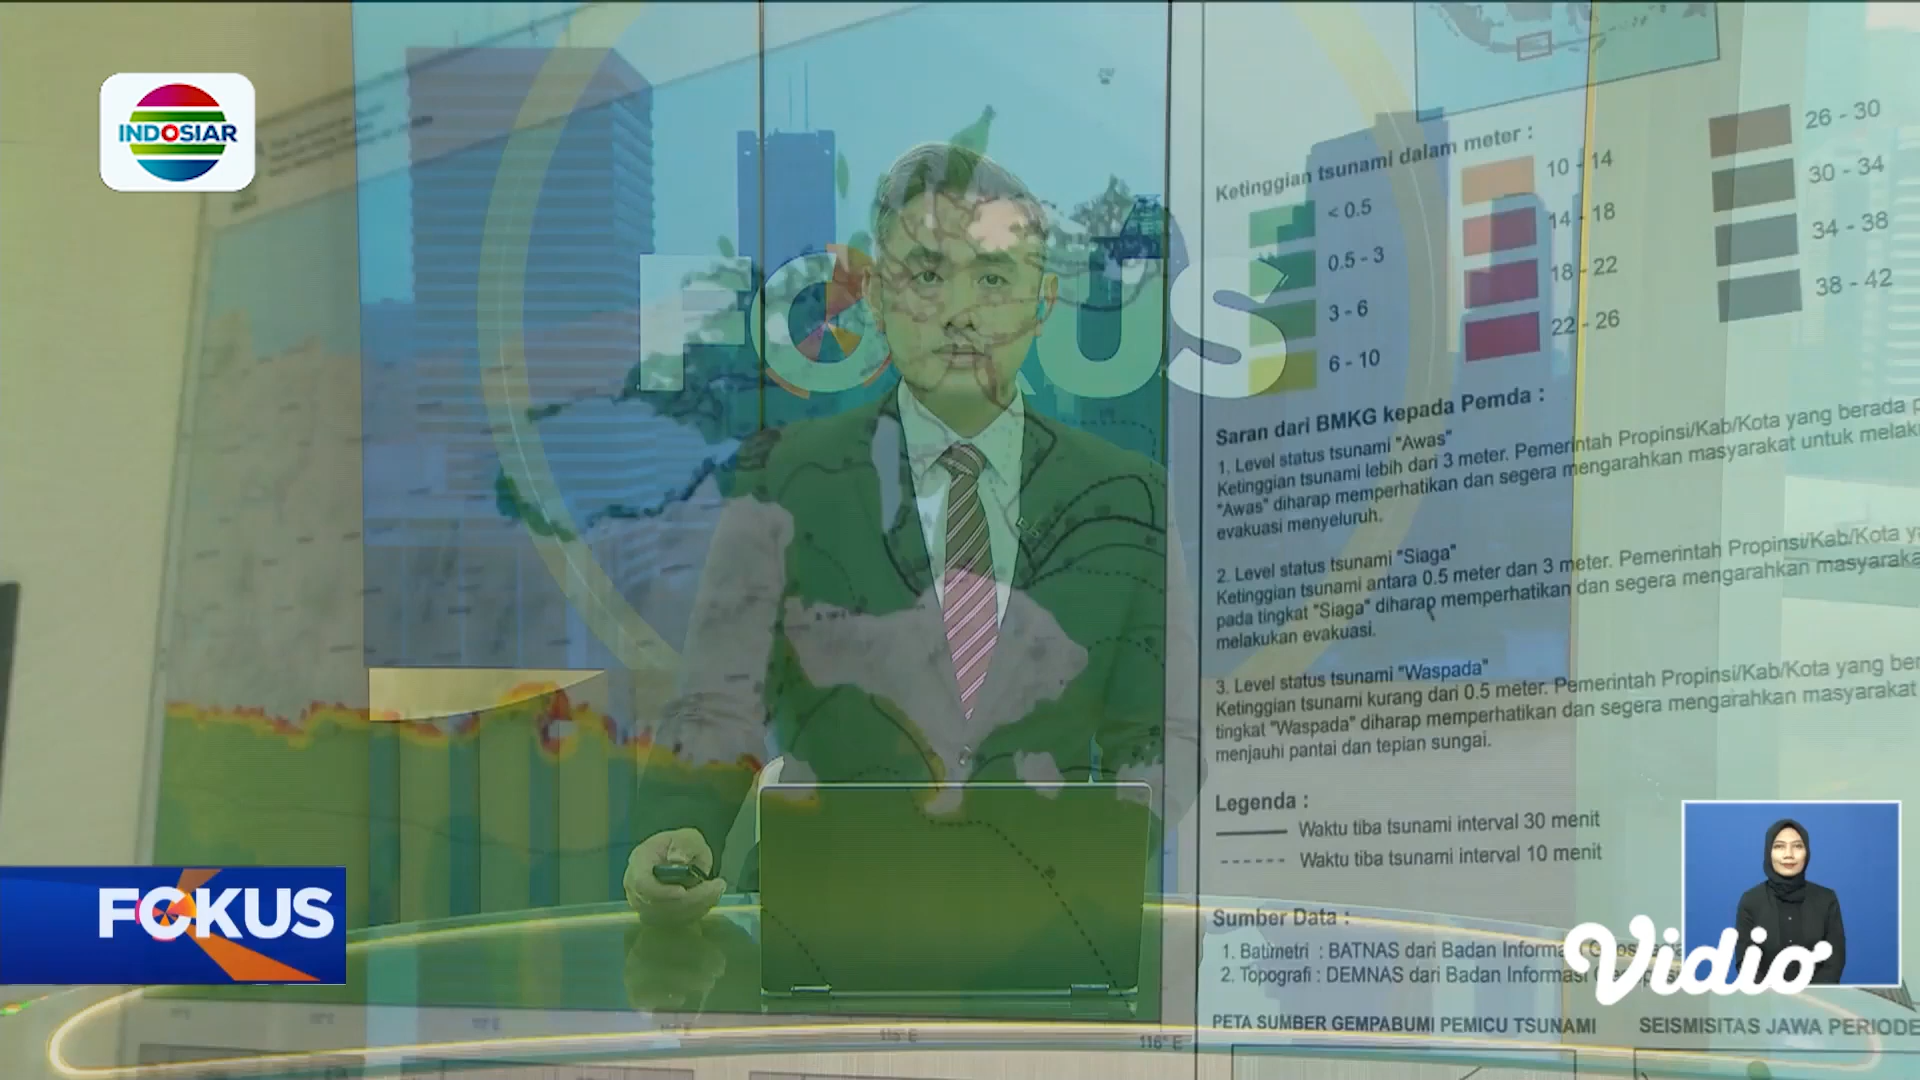 INDOSIAR
FOKUS
Ketinggian tsunami dalam meter :
< 0.5
0.5 - 3
3 - 6
6 - 10
10 - 14
14 - 18
18 - 22
22 - 26
26 - 30
30 - 34
34 - 38
38 - 42
Saran dari BMKG kepada Pemda :
1. Level status tsunami "Awas"
Ketinggian tsunami lebih dari 3 meter. Pemerintah Propinsi/Kab/Kota yang berada
"Awas" diharap memperhatikan dan segera mengarahkan masyarakat untuk
evakuasi menyeluruh.
2. Level status tsunami "Siaga"
Ketinggian tsunami antara 0.5 meter dan 3 meter. Pemerintah Propinsi/Kab/Kota
pada tingkat "Siaga" diharap memperhatikan dan segera mengarahkan
melakukan evakuasi.
3. Level status tsunami "Waspada"
Ketinggian tsunami kurang dari 0.5 meter. Pemerintah Propinsi/Kab/Kota yang
tingkat "Waspada" diharap memperhatikan dan segera mengarahkan masyarakat
menjauhi pantai dan tepian sungai.
Legenda :
Waktu tiba tsunami interval 30 menit
Waktu tiba tsunami interval 10 menit
Sumber Data :
1. Batimetri : BATNAS dari Badan
2. Topografi : DEMNAS dari Badan Informasi
PETA SUMBER GEMPABUMI PEMICU TSUNAMI
SEISMISITAS JAWA PERIODE
115° E
116° E
FOKUS
Vidio